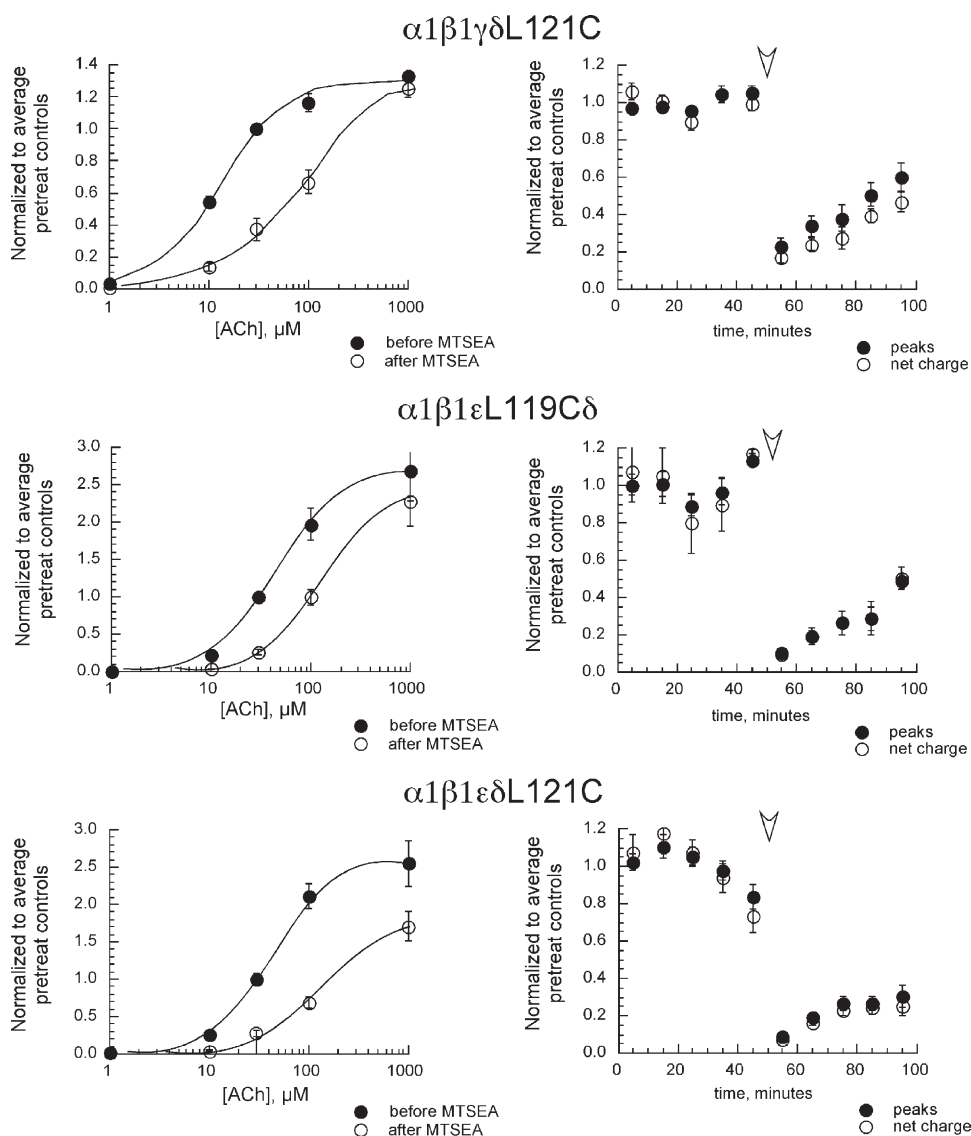 α1β1γδL121C
Normalized to average
pretreat controls
1.4
1.2
1.0
0.8
0.6
0.4
0.2
0.0
1 10 100 1000
[ACh], µM
● before MTSEA
○ after MTSEA
Normalized to average
pretreat controls
1.2
1.0
0.8
0.6
0.4
0.2
0.0
0 20 40 60 80 100
time, minutes
● peaks
○ net charge
α1β1εL119Cδ
Normalized to average
pretreat controls
3.0
2.5
2.0
1.5
1.0
0.5
0.0
1 10 100 1000
[ACh], µM
● before MTSEA
○ after MTSEA
Normalized to average
pretreat controls
1.2
1.0
0.8
0.6
0.4
0.2
0.0
0 20 40 60 80 100
time, minutes
● peaks
○ net charge
α1β1εδL121C
Normalized to average
pretreat controls
3.0
2.5
2.0
1.5
1.0
0.5
0.0
1 10 100 1000
[ACh], µM
● before MTSEA
○ after MTSEA
Normalized to average
pretreat controls
1.2
1.0
0.8
0.6
0.4
0.2
0.0
0 20 40 60 80 100
time, minutes
● peaks
○ net charge